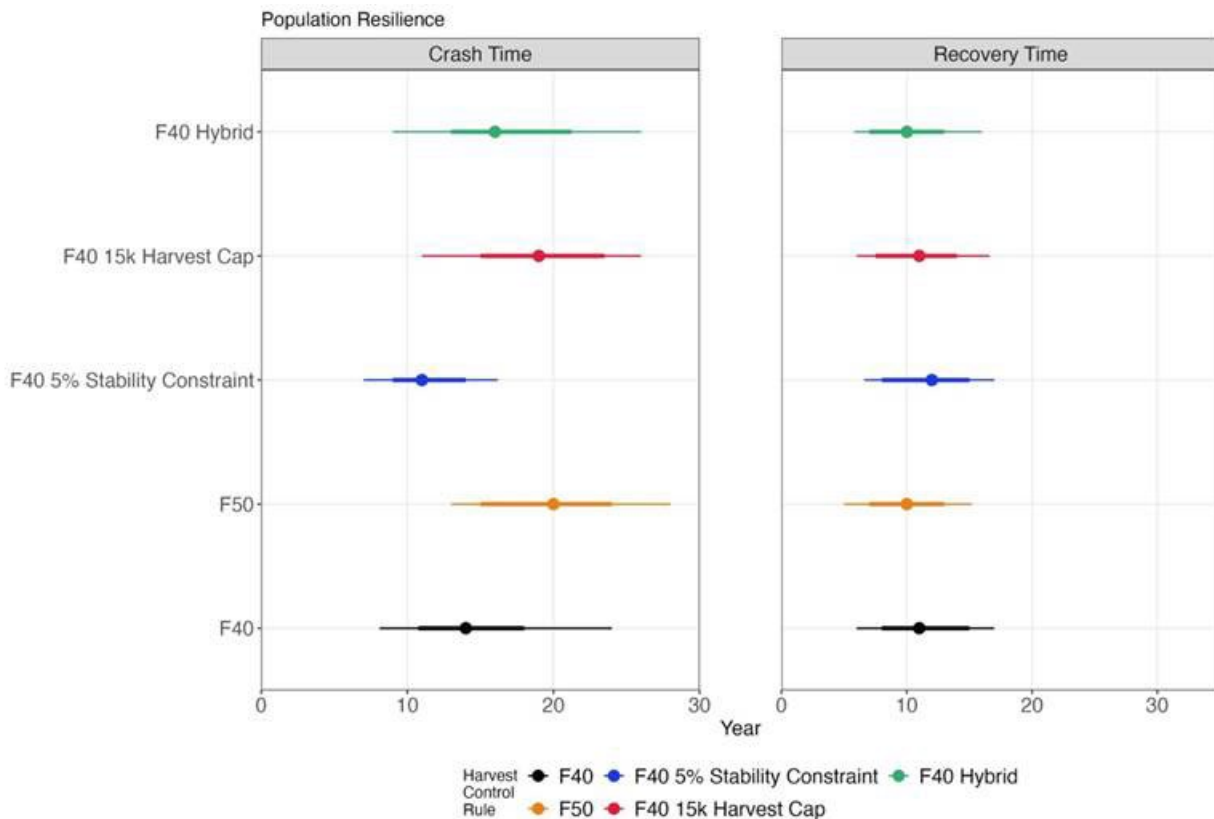 Population Resilience
Crash Time
Recovery Time
F40 Hybrid
F40 15k Harvest Cap
F40 5% Stability Constraint
F50
F40
0 10 20 30
0 10 20 30
Year
Harvest Control Rule
F40 F40 5% Stability Constraint F40 Hybrid
F50 F40 15k Harvest Cap